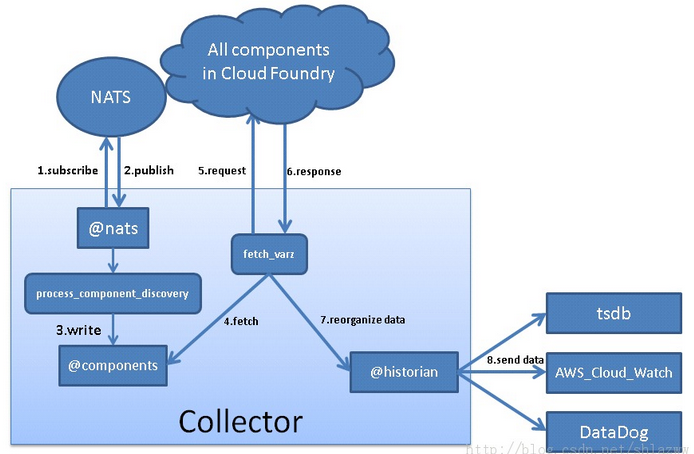 All components
in Cloud Foundry
NATS
1.subscribe
2.publish
5.request
6.response
@nats
fetch_varz
process_component_discovery
3.write
4.fetch
7.reorganize data
tsdb
@components
@historian
8.send data
AWS_Cloud_Watch
Collector
DataDog
http://blog.csdn.net/shlazww